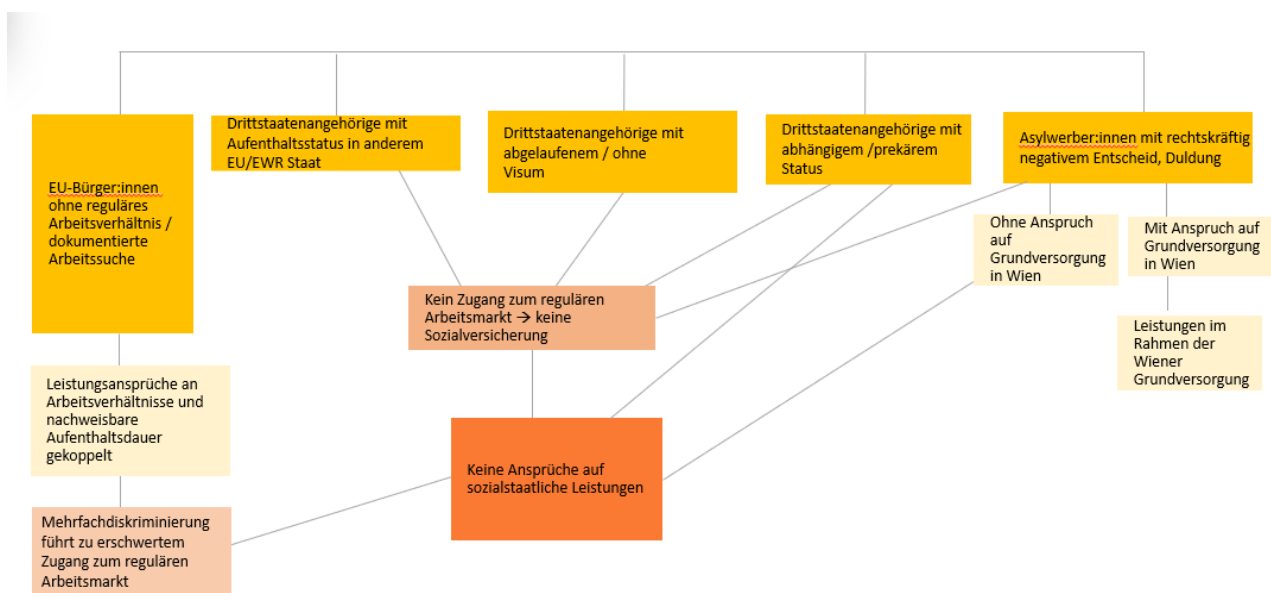 EU-Bürger:innen
ohne reguläres
Arbeitsverhältnis /
dokumentierte
Arbeitssuche
Drittstaatenangehörige mit
Aufenthaltsstatus in anderem
EU/EWR Staat
Drittstaatenangehörige mit
abgelaufenem / ohne
Visum
Drittstaatenangehörige mit
abhängigem /prekärem
Status
Asylwerber:innen mit rechtskräftig
negativem Entscheid, Duldung
Ohne Anspruch
auf
Grundversorgung
in Wien
Mit Anspruch auf
Grundversorgung
in Wien
Kein Zugang zum regulären
Arbeitsmarkt → keine
Sozialversicherung
Leistungen im
Rahmen der
Wiener
Grundversorgung
Leistungsansprüche an
Arbeitsverhältnisse und
nachweisbare
Aufenthaltsdauer
gekoppelt
Keine Ansprüche auf
sozialstaatliche Leistungen
Mehrfachdiskriminierung
führt zu erschwertem
Zugang zum regulären
Arbeitsmarkt